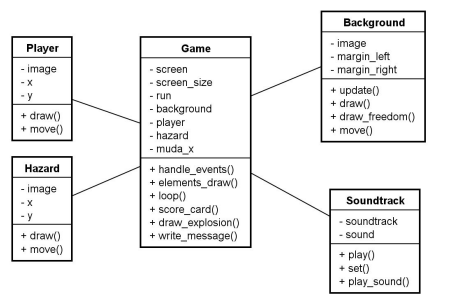 Player
- image
- x
- y
+ draw()
+ move()
Hazard
- image
- x
- y
+ draw()
+ move()
Game
- screen
- screen_size
- run
- background
- player
- hazard
- muda_x
+ handle_events()
+ elements_draw()
+ loop()
+ score_card()
+ draw_explosion()
+ write_message()
Background
- image
- margin_left
- margin_right
+ update()
+ draw()
+ draw_freedom()
+ move()
Soundtrack
- soundtrack
- sound
+ play()
+ set()
+ play_sound()